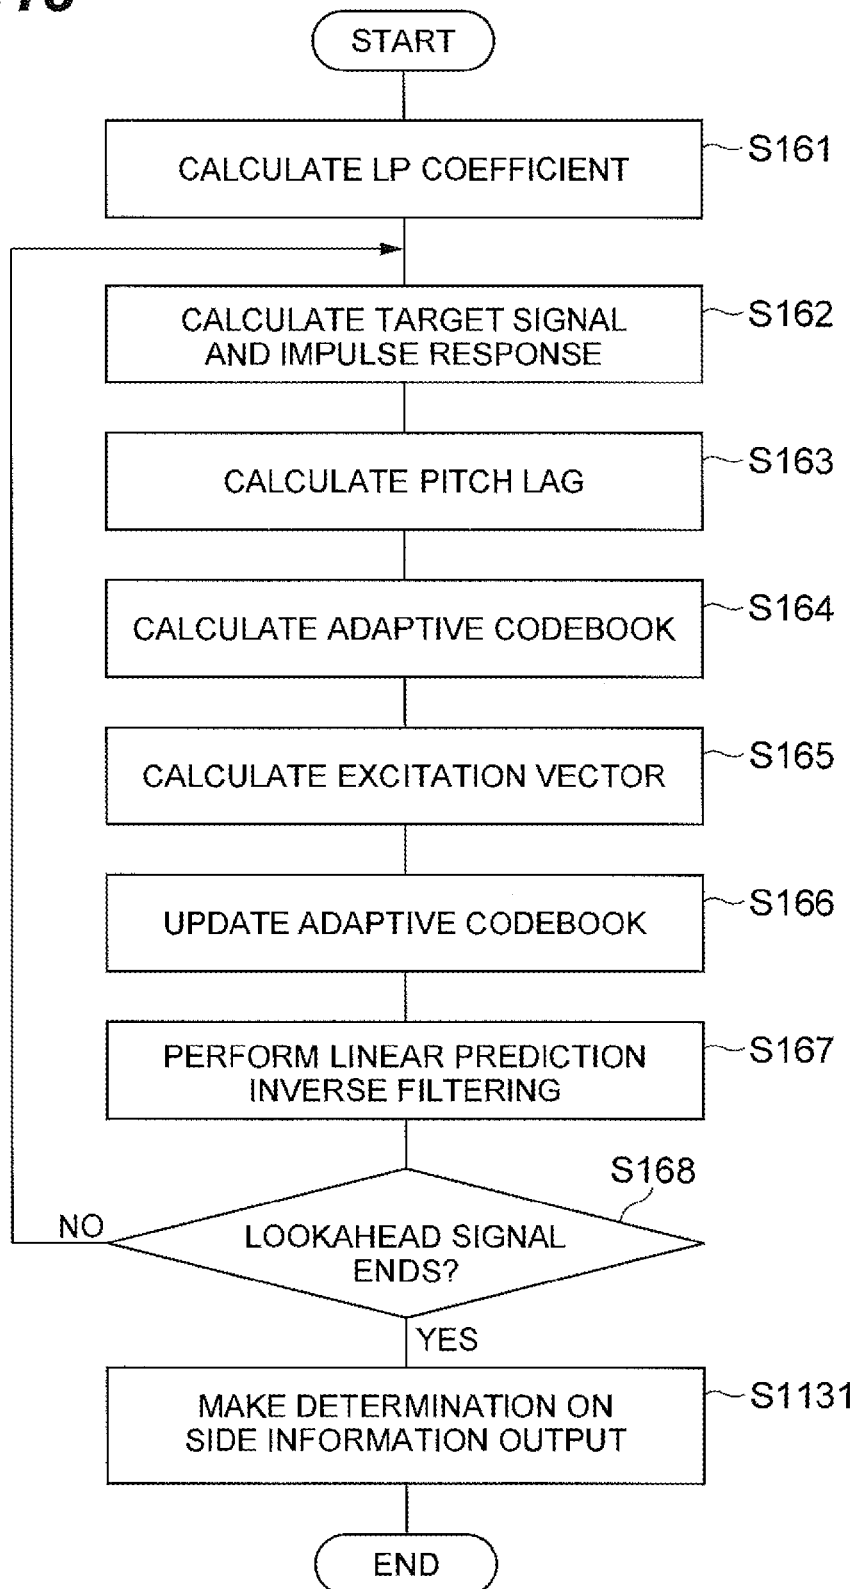 START
CALCULATE LP COEFFICIENT
S161
CALCULATE TARGET SIGNAL
AND IMPULSE RESPONSE
S162
CALCULATE PITCH LAG
S163
CALCULATE ADAPTIVE CODEBOOK
S164
CALCULATE EXCITATION VECTOR
S165
UPDATE ADAPTIVE CODEBOOK
S166
PERFORM LINEAR PREDICTION
INVERSE FILTERING
S167
S168
NO
LOOKAHEAD SIGNAL
ENDS?
YES
MAKE DETERMINATION ON
SIDE INFORMATION OUTPUT
S1131
END